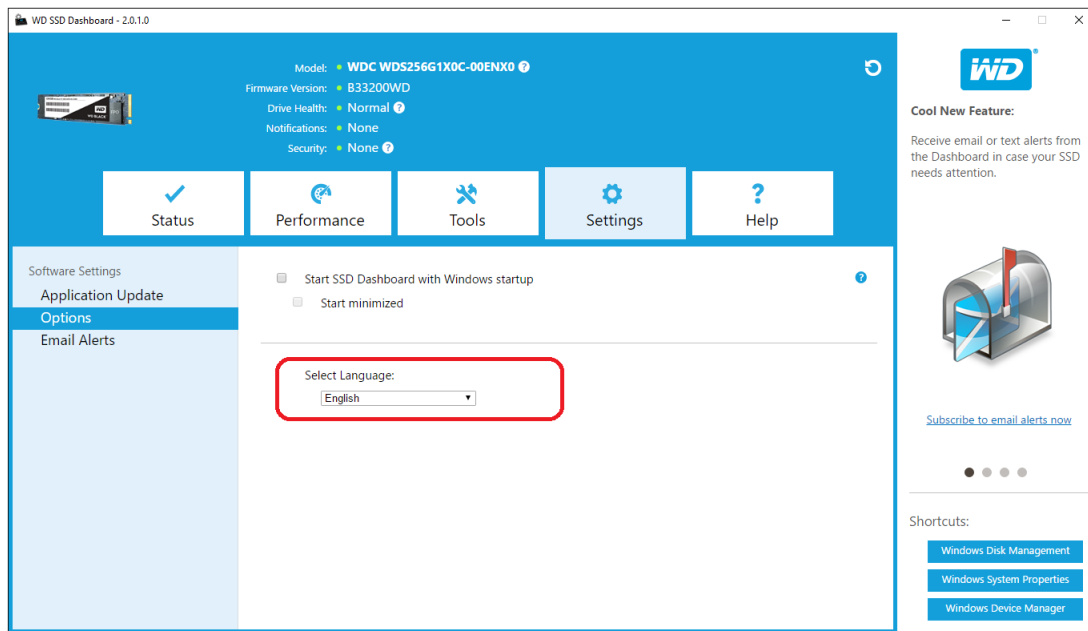 WD SSD Dashboard - 2.0.1.0
Model: • WDC WDS256G1X0C-00ENX0 ?
Firmware Version: • B33200WD
Drive Health: • Normal ?
Notifications: • None
Security: • None ?
Status
Performance
Tools
Settings
Help
Software Settings
Application Update
Options
Email Alerts
Start SSD Dashboard with Windows startup
Start minimized
Select Language:
English
WD
Cool New Feature:
Receive email or text alerts from
the Dashboard in case your SSD
needs attention.
Subscribe to email alerts now
Shortcuts:
Windows Disk Management
Windows System Properties
Windows Device Manager